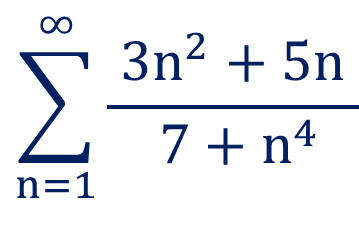 ∞
∑ 3n² + 5n
7 + n⁴
n=1